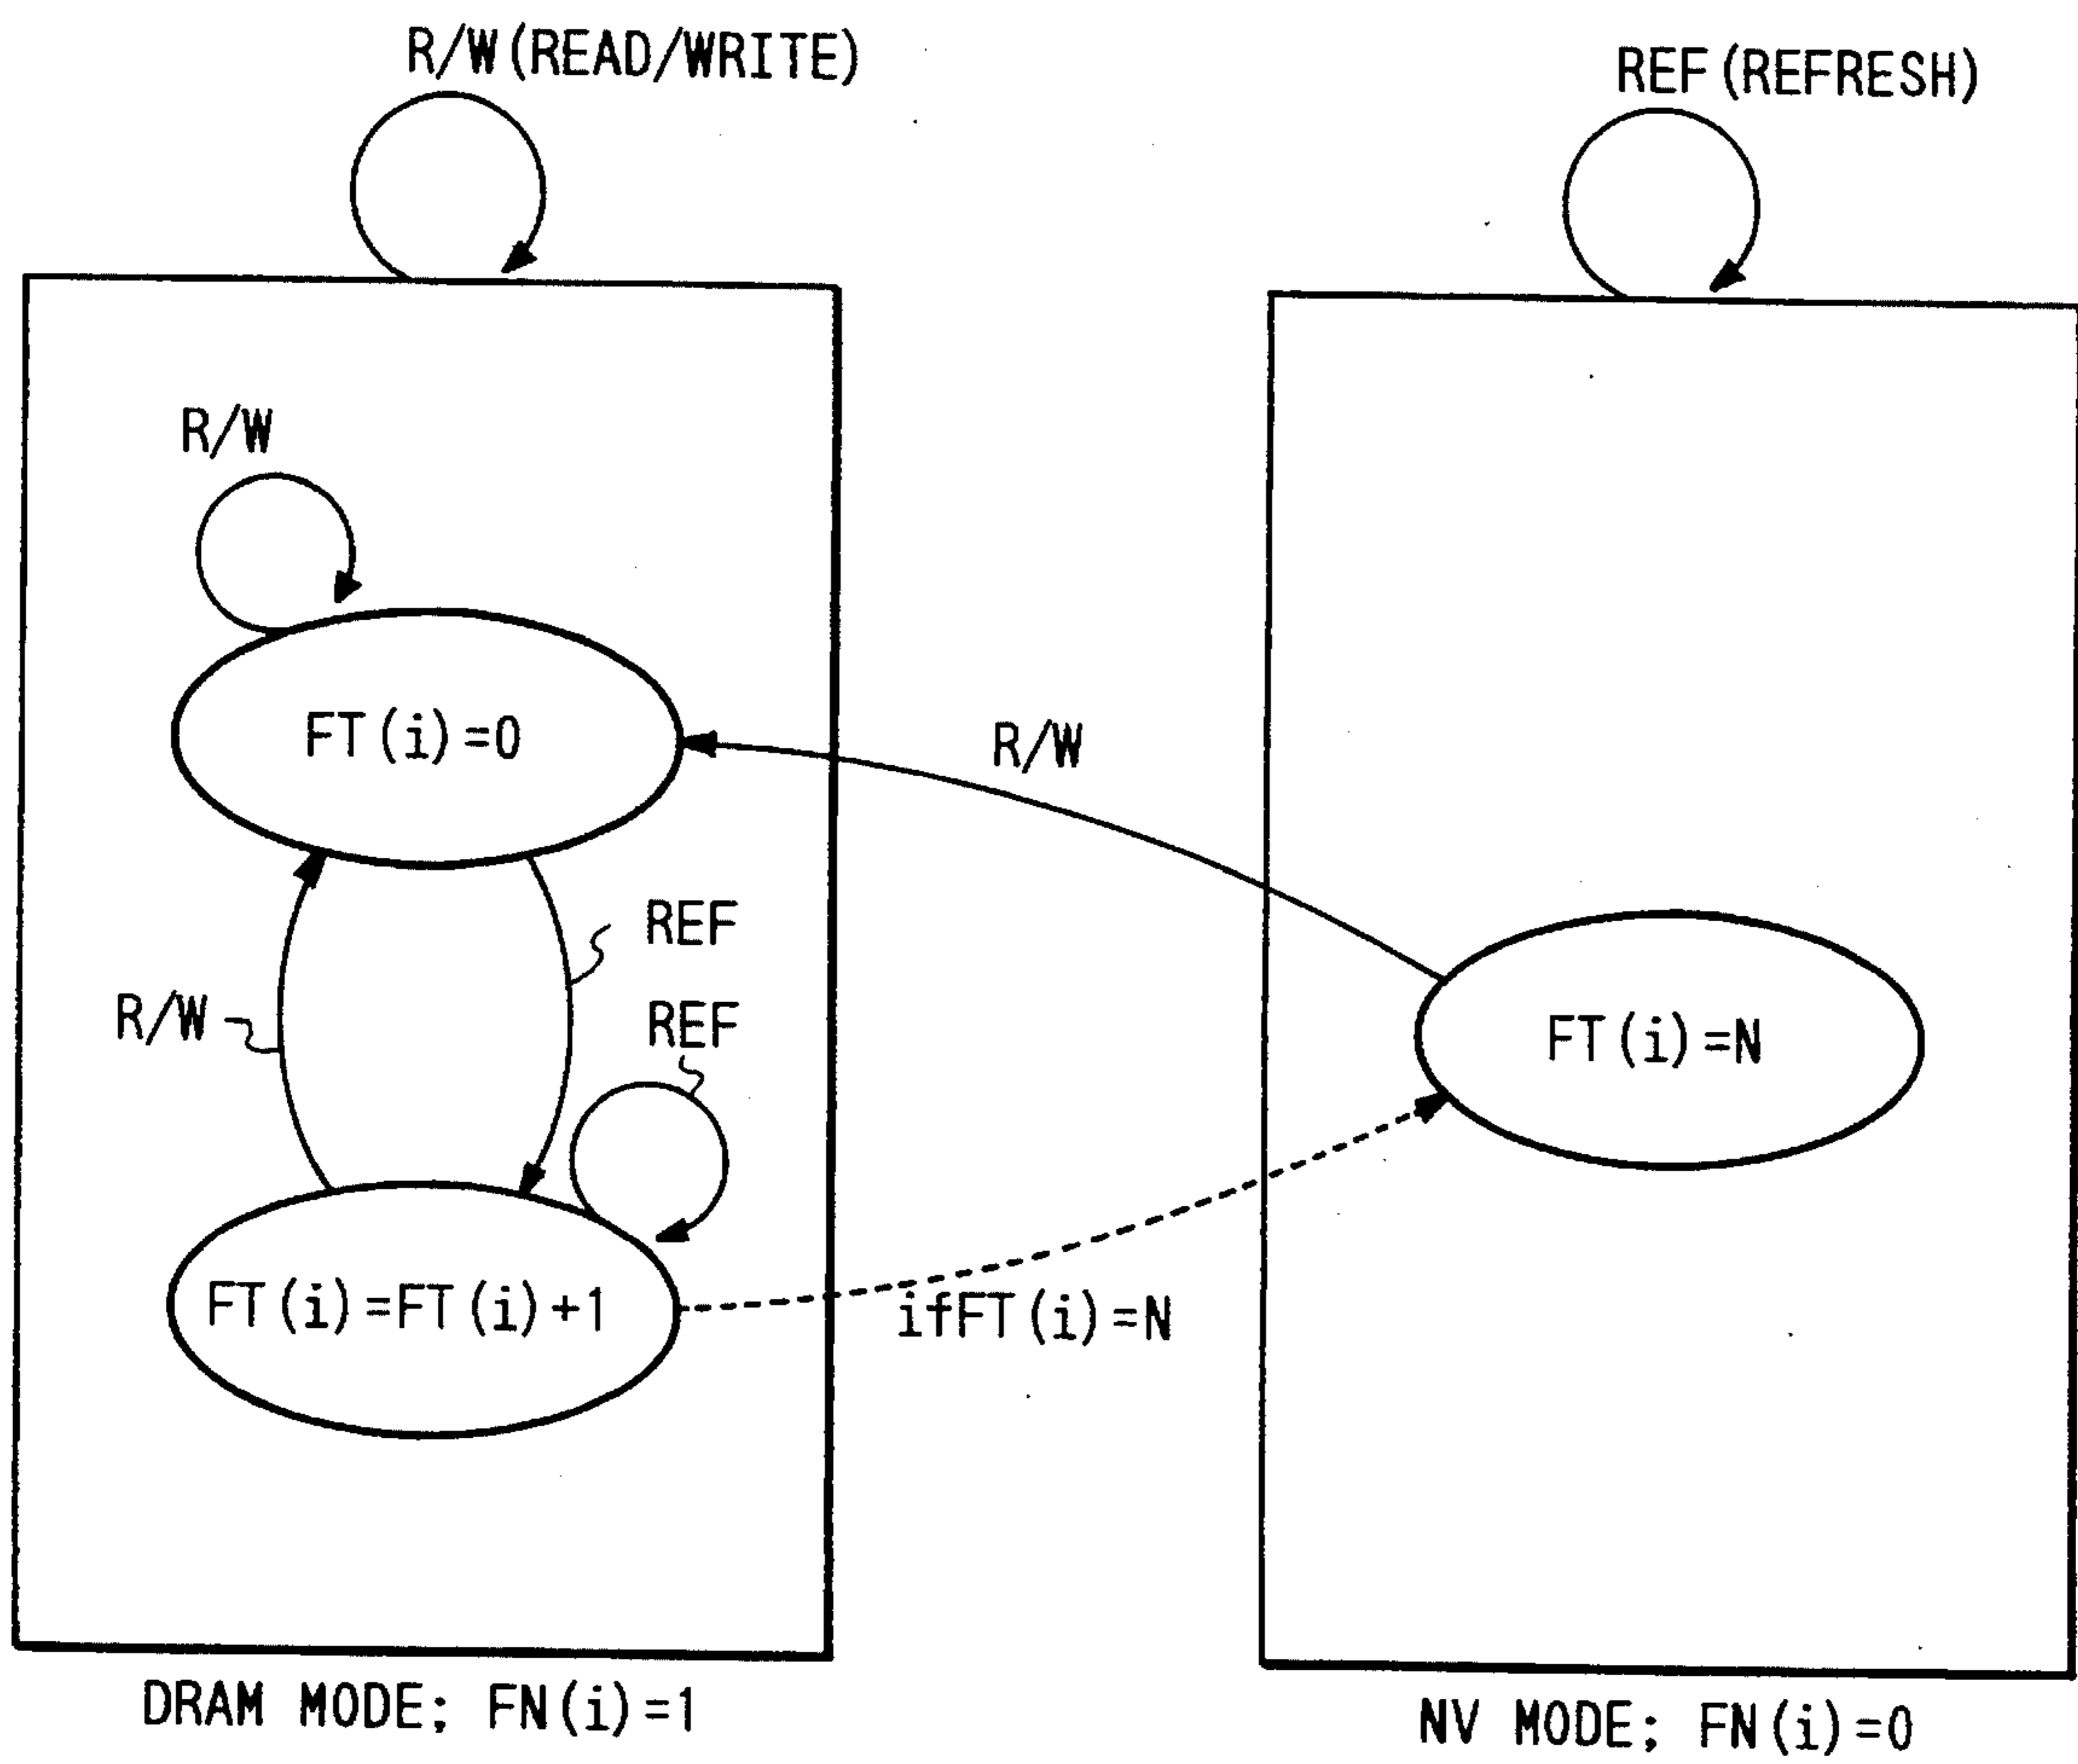 R/W(READ/WRITE)
REF(REFRESH)
R/W
FT(i)=0
R/W
REF
REF
R/W
FT(i)=N
FT(i)=FT(i)+1
ifFT(i)=N
DRAM MODE; FN(i)=1
NV MODE; FN(i)=0